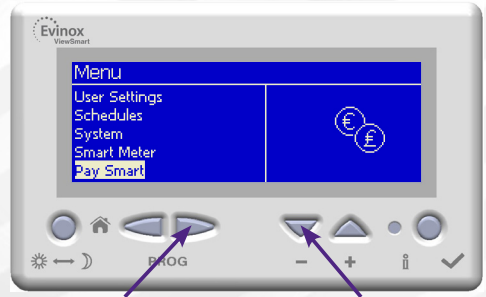 Evinox
ViewSmart
Menu
User Settings
Schedules
System
Smart Meter
Pay Smart
€
£
PROG
- +
i